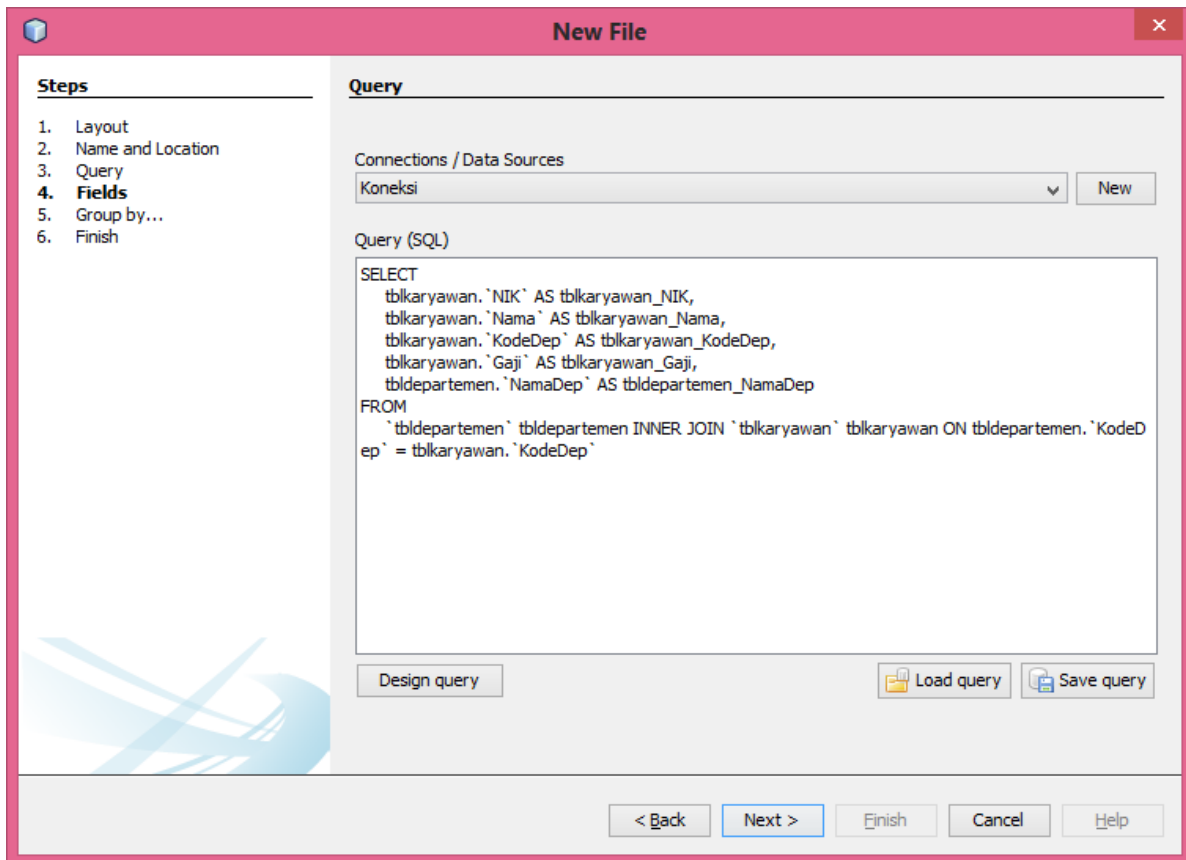 New File
Steps
1. Layout
2. Name and Location
3. Query
4. Fields
5. Group by...
6. Finish
Query
Connections / Data Sources
Koneksi
New
Query (SQL)
SELECT
tblkaryawan.`NIK` AS tblkaryawan_NIK,
tblkaryawan.`Nama` AS tblkaryawan_Nama,
tblkaryawan.`KodeDep` AS tblkaryawan_KodeDep,
tblkaryawan.`Gaji` AS tblkaryawan_Gaji,
tbldepartemen.`NamaDep` AS tbldepartemen_NamaDep
FROM
`tbldepartemen` tbldepartemen INNER JOIN `tblkaryawan` tblkaryawan ON tbldepartemen.`KodeD
ep` = tblkaryawan.`KodeDep`
Design query
Load query
Save query
< Back
Next >
Finish
Cancel
Help